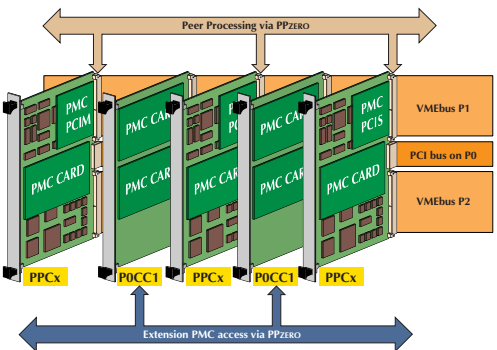 Peer Processing via PPZERO
PMC
PCIM
PMC CARD
PMC CARD
PMC CARD
PMC CARD
PMC CARD
PMC CARD
PMC
PCIS
PMC CARD
VMEbus P1
PCI bus on P0
VMEbus P2
PPCx
P0CC1
PPCx
P0CC1
PPCx
Extension PMC access via PPZERO